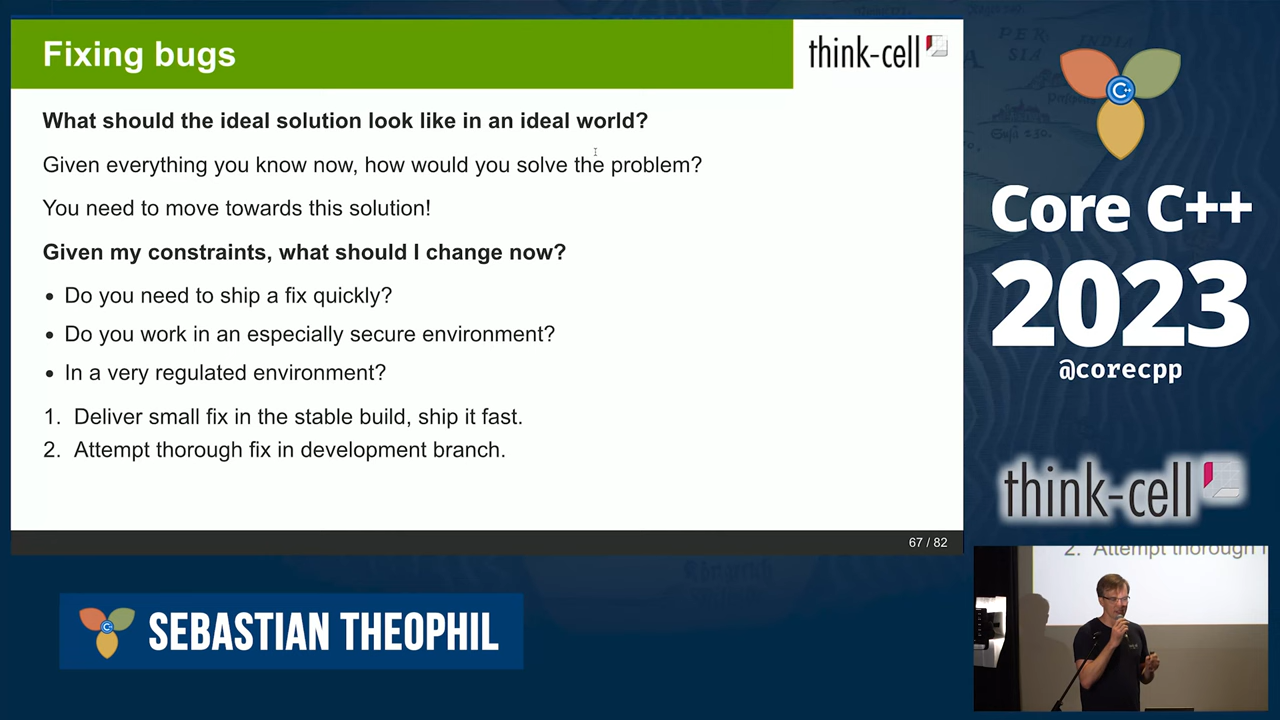 Fixing bugs
think-cell
What should the ideal solution look like in an ideal world?
Given everything you know now, how would you solve the problem?
You need to move towards this solution!
Given my constraints, what should I change now?
• Do you need to ship a fix quickly?
• Do you work in an especially secure environment?
• In a very regulated environment?
1. Deliver small fix in the stable build, ship it fast.
2. Attempt thorough fix in development branch.
67 / 82
SEBASTIAN THEOPHIL
PER
SIA
INDIA
C++
Core C++
2023
@corecpp
think-cell
2. Attempt thorough